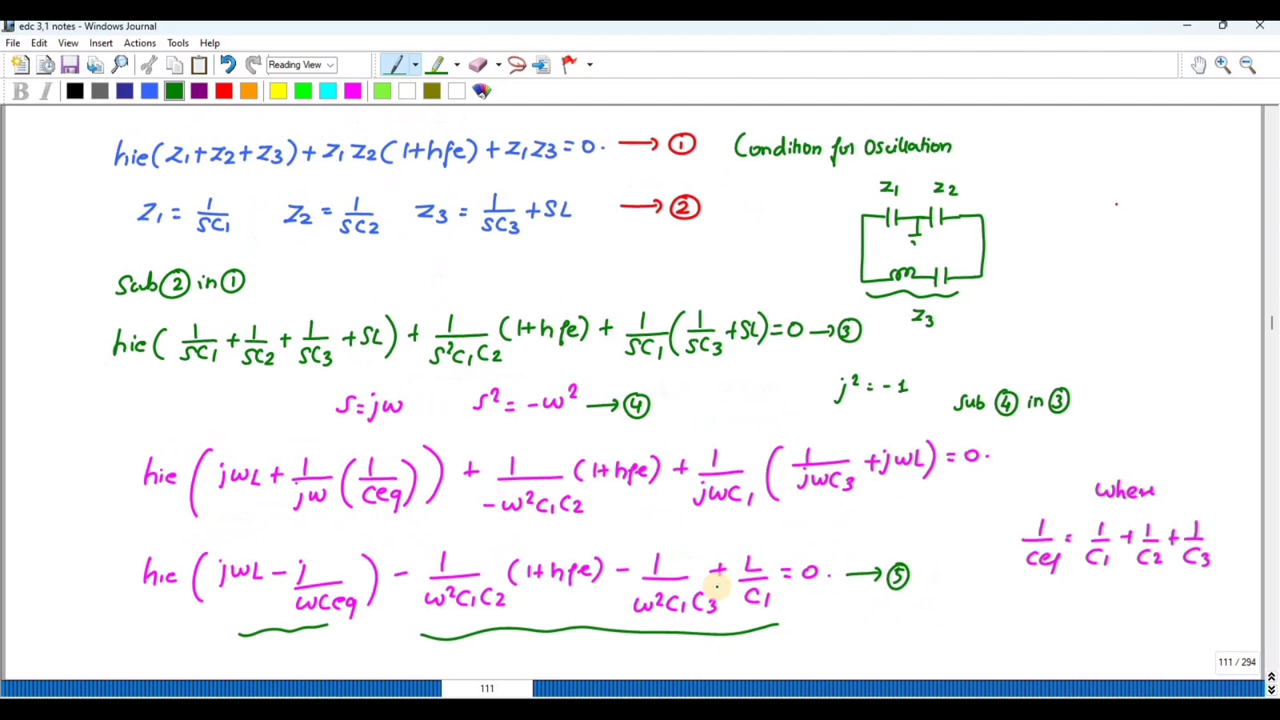 edc 3,1 notes - Windows Journal
File Edit View Insert Actions Tools Help
Reading View
B I
hie(Z₁+Z₂+Z₃)+Z₁Z₂(1+hfe)+Z₁Z₃=0. → ① Condition for Oscillation
Z₁ = 1/SC₁ Z₂ = 1/SC₂ Z₃ = 1/SC₃ + SL → ②
Z₁ Z₂
Z₃
Sub ② in ①
hie(1/SC₁ + 1/SC₂ + 1/SC₃ + SL) + 1/S²C₁C₂ (1+hfe) + 1/SC₁ (1/SC₃ + SL) = 0 → ③
S=jω S² = -ω² → ④ j² = -1 Sub ④ in ③
hie (jωL + 1/jω (1/Ceq)) + 1/-ω²C₁C₂ (1+hfe) + 1/jωC₁ (1/jωC₃ + jωL) = 0.
where
1/Ceq = 1/C₁ + 1/C₂ + 1/C₃
hie (jωL - j/ωCeq) - 1/ω²C₁C₂ (1+hfe) - 1/ω²C₁C₃ + L/C₁ = 0. → ⑤
111 / 294
111